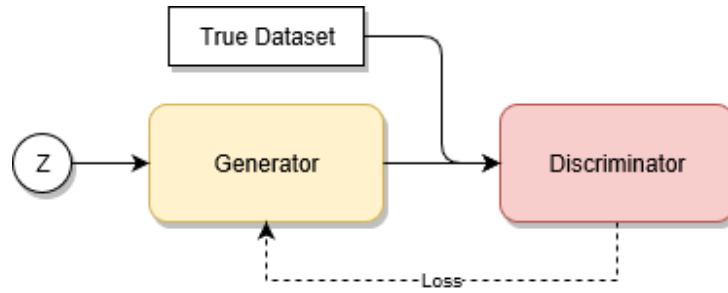 True Dataset
Z
Generator
Discriminator
Loss